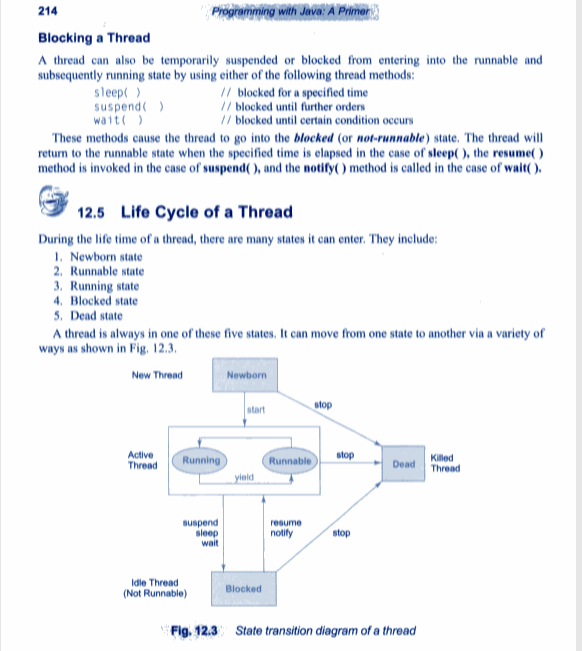 214
Programming with Java: A Primer
Blocking a Thread
A thread can also be temporarily suspended or blocked from entering into the runnable and
subsequently running state by using either of the following thread methods:
sleep( ) // blocked for a specified time
suspend( ) // blocked until further orders
wait( ) // blocked until certain condition occurs
These methods cause the thread to go into the blocked (or not-runnable) state. The thread will
return to the runnable state when the specified time is elapsed in the case of sleep( ), the resume( )
method is invoked in the case of suspend( ), and the notify( ) method is called in the case of wait( ).
12.5 Life Cycle of a Thread
During the life time of a thread, there are many states it can enter. They include:
1. Newborn state
2. Runnable state
3. Running state
4. Blocked state
5. Dead state
A thread is always in one of these five states. It can move from one state to another via a variety of
ways as shown in Fig. 12.3.
New Thread
Newborn
start
stop
Active
Thread
Running
Runnable
yield
stop
Dead
Killed
Thread
suspend
sleep
wait
resume
notify
stop
Idle Thread
(Not Runnable)
Blocked
Fig. 12.3 State transition diagram of a thread